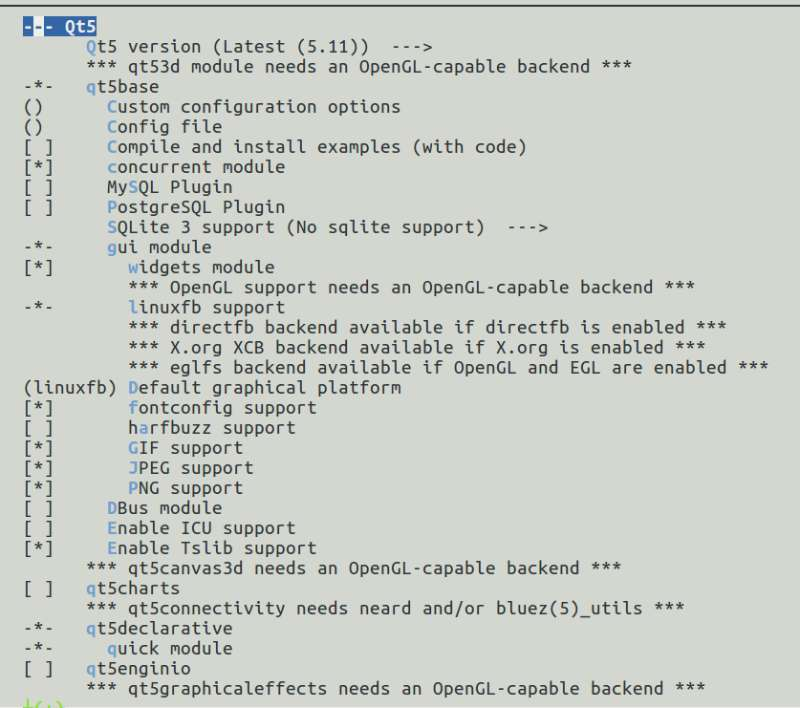 --- Qt5
Qt5 version (Latest (5.11))  --->
*** qt53d module needs an OpenGL-capable backend ***
-*-   qt5base
()      Custom configuration options
()      Config file
[ ]     Compile and install examples (with code)
[*]     concurrent module
[ ]     MySQL Plugin
[ ]     PostgreSQL Plugin
SQLite 3 support (No sqlite support)  --->
-*-     gui module
[*]       widgets module
*** OpenGL support needs an OpenGL-capable backend ***
-*-       linuxfb support
*** directfb backend available if directfb is enabled ***
*** X.org XCB backend available if X.org is enabled ***
*** eglfs backend available if OpenGL and EGL are enabled ***
(linuxfb) Default graphical platform
[*]       fontconfig support
[ ]       harfbuzz support
[*]       GIF support
[*]       JPEG support
[*]       PNG support
[ ]     DBus module
[ ]     Enable ICU support
[*]     Enable Tslib support
*** qt5canvas3d needs an OpenGL-capable backend ***
[ ]   qt5charts
*** qt5connectivity needs neard and/or bluez(5)_utils ***
-*-   qt5declarative
-*-     quick module
[ ]   qt5enginio
*** qt5graphicaleffects needs an OpenGL-capable backend ***